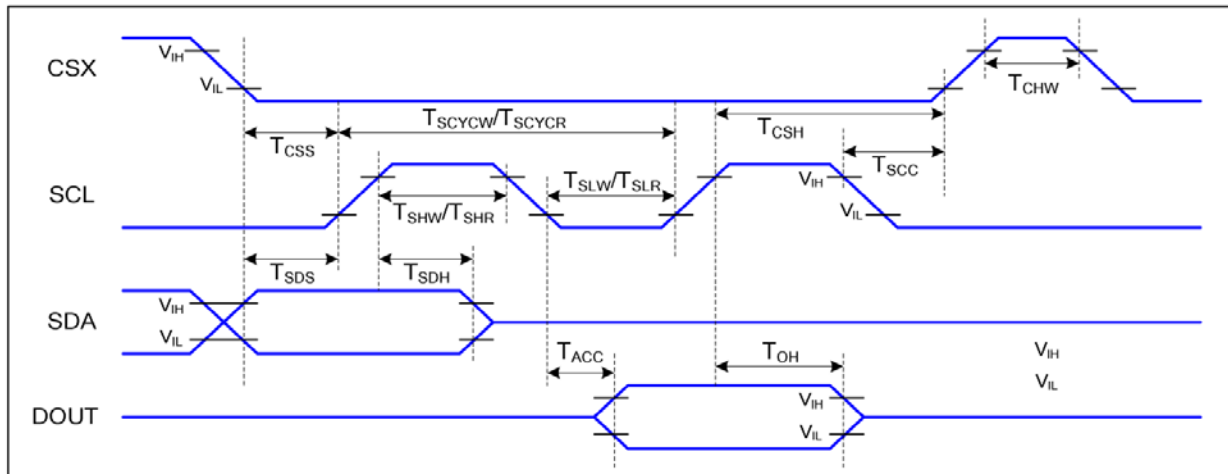 CSX
VIH
VIL
TCHW
TCSS
TSCYCW/TSCYCR
TCSH
TSCC
SCL
TSHW/TSHR
TSLW/TSLR
VIH
VIL
TSDS
TSDH
SDA
VIH
VIL
TACC
TOH
VIH
VIL
DOUT
VIH
VIL